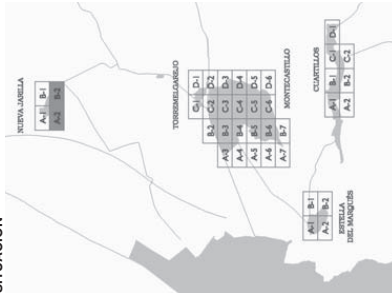 NUEVA JARILLA
A-1 B-1
A-2 B-2
TORREMELGAREJO
C-1 D-1
B-2 C-2 D-2
A-3 B-3 C-3 D-3
A-4 B-4 C-4 D-4
A-5 B-5 C-5 D-5
A-6 B-6 C-6 D-6
A-7 B-7
MONTECASTILLO
CUARTILLOS
A-1 B-1 C-1 D-1
A-2 B-2 C-2
A-1 B-1
A-2 B-2
ESTELLA
DEL MARQUÉS